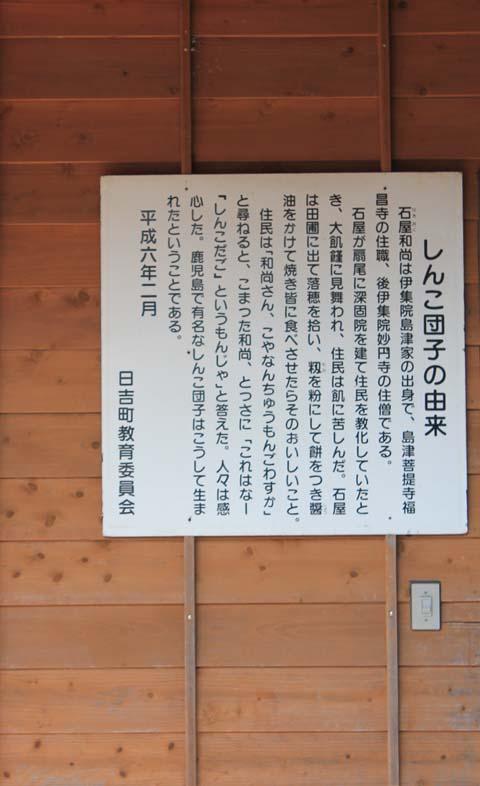 しんこ団子の由来
石屋和尚は伊集院島津家の出身で、島津菩提寺福
昌寺の住職、後伊集院妙円寺の住僧である。
石屋が扇尾に深固院を建て住民を教化していたと
き、大飢饉に見舞われ、住民は飢に苦しんだ。石屋
は田圃に出て落穂を拾い、籾を粉にして餅をつき醤
油をかけて焼き皆に食べさせたらそのおいしいこと。
住民は「和尚さん、こやなんちゅうもんごわすか」
と尋ねると、こまった和尚、とっさに「これはなー
「しんこだご」というもんじゃ」と答えた。人々は感
心した。鹿児島で有名なしんこ団子はこうして生ま
れたということである。
平成六年二月
日吉町教育委員会